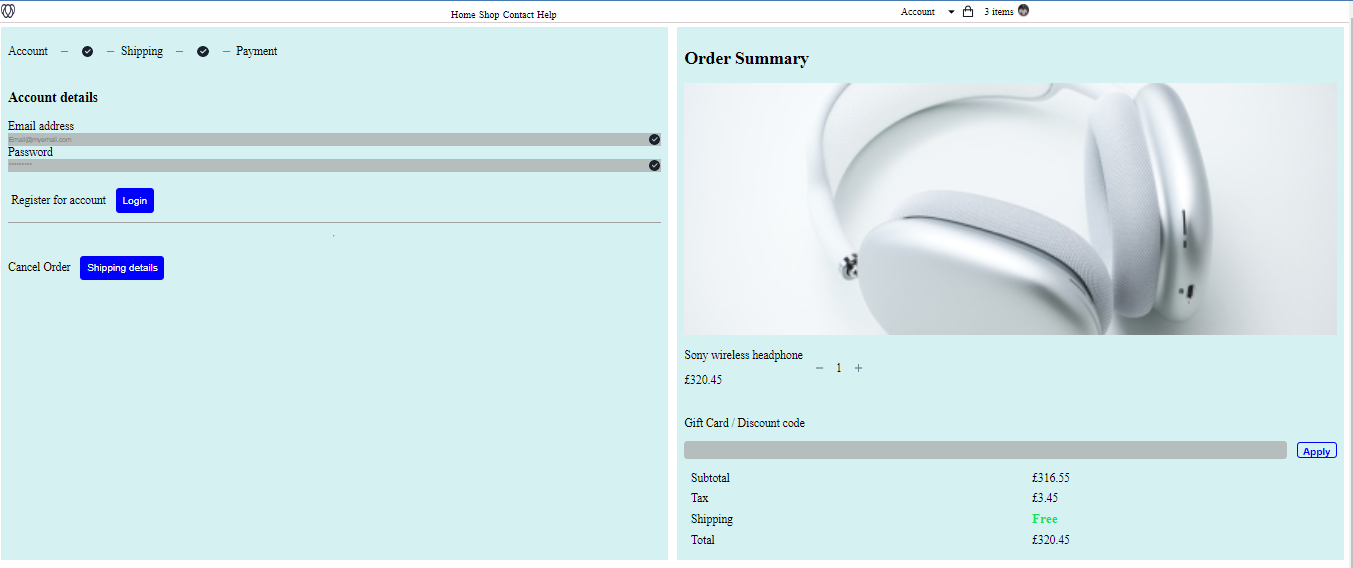 Home Shop Contact Help
Account
3 items
Account – – Shipping – – Payment
Account details
Email address
Email@myemail.com
Password
Register for account Login
Cancel Order Shipping details
Order Summary
Sony wireless headphone
£320.45
− 1 +
Gift Card / Discount code
Apply
Subtotal £316.55
Tax £3.45
Shipping Free
Total £320.45